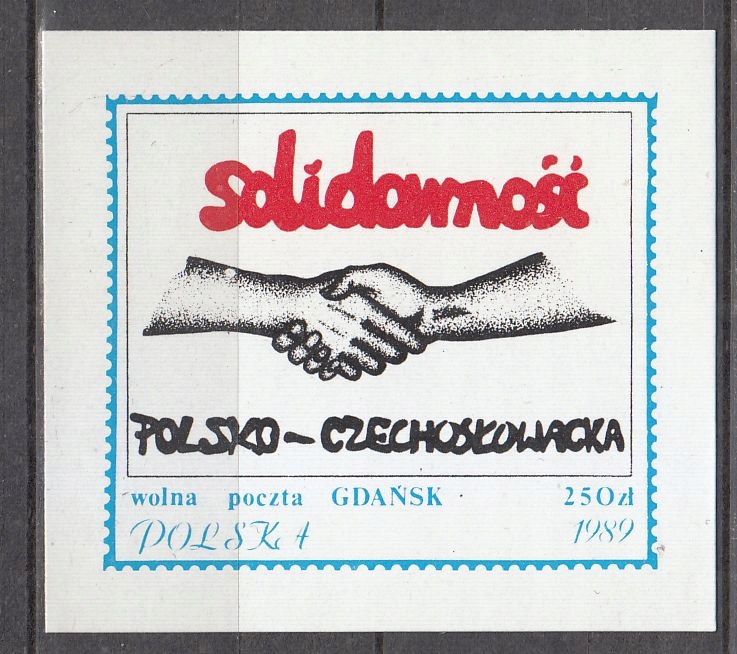 solidarność
POLSKO – CZECHOSŁOWACKA
wolna poczta GDAŃSK 250zł
POLSKA 1989